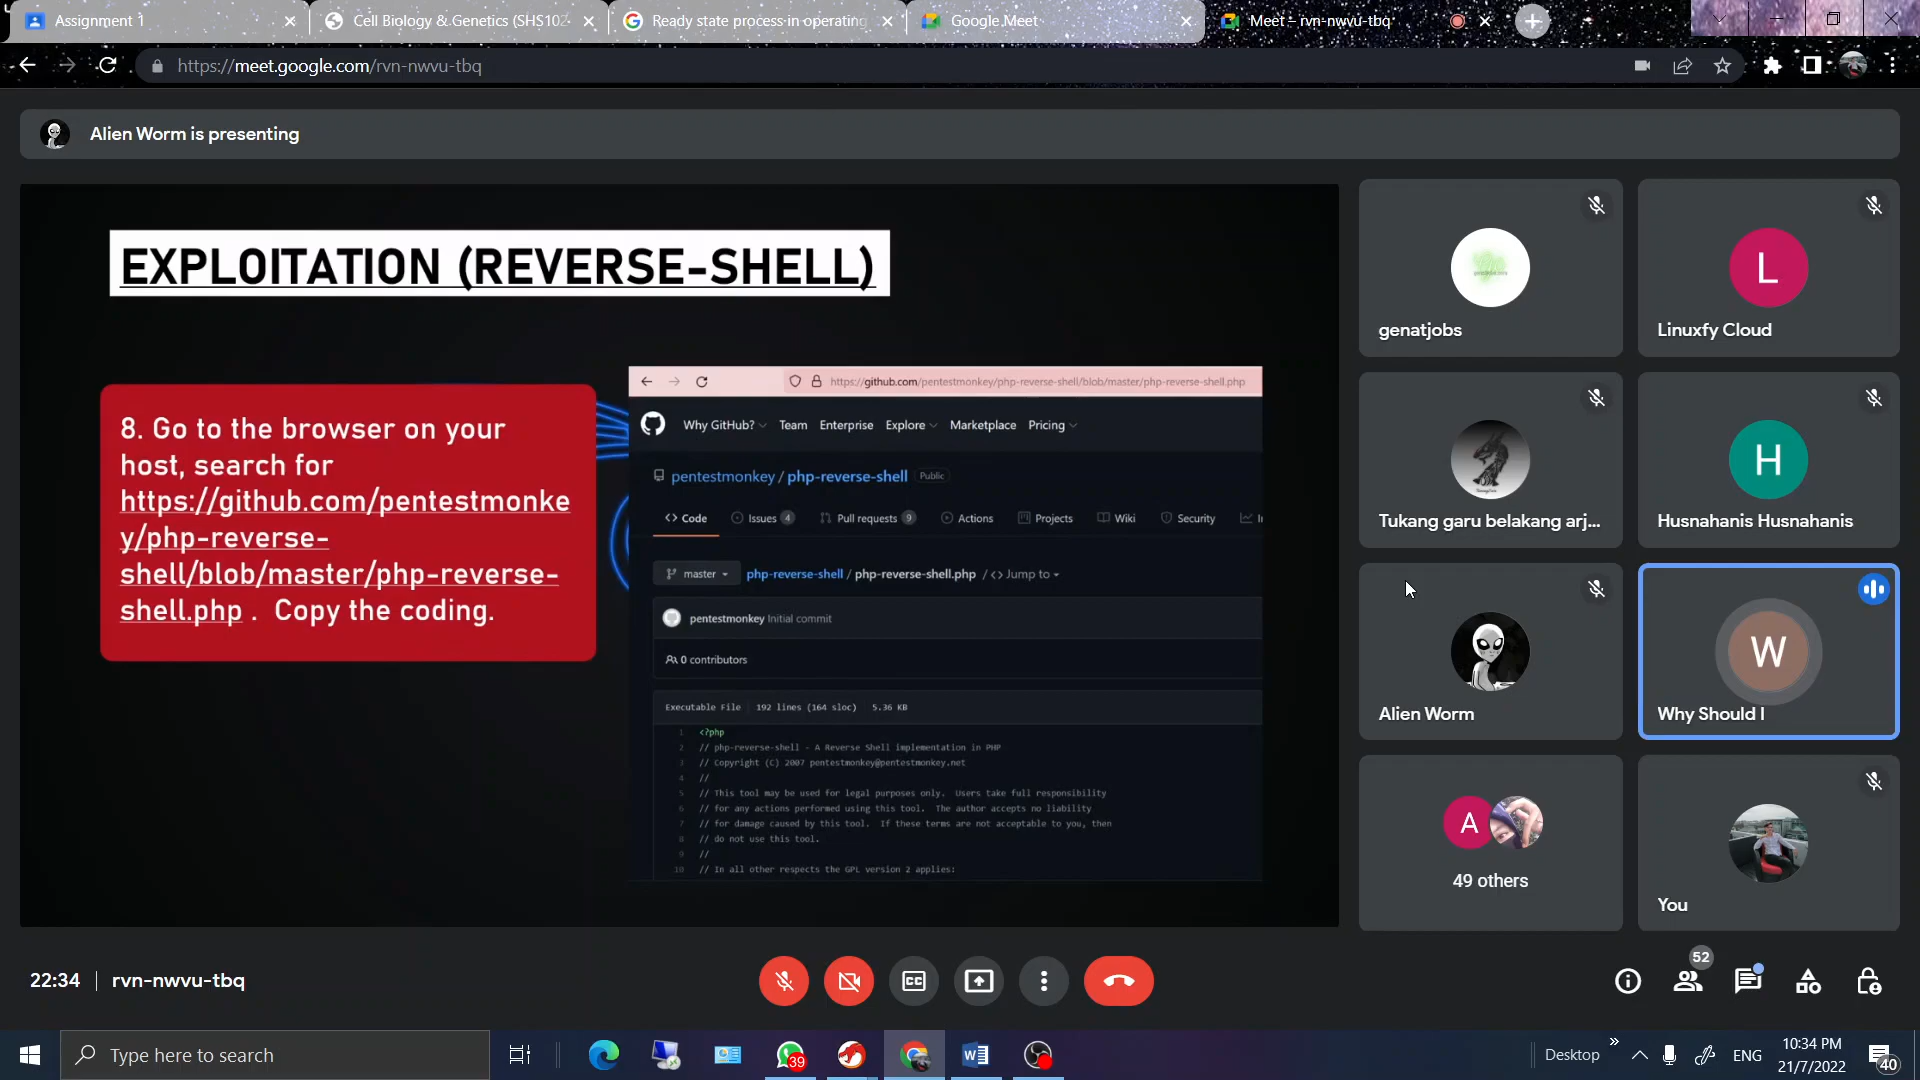 Assignment 1
Cell Biology & Genetics (SHS102
Ready state process in operating
Google Meet
Meet – rvn-nwvu-tbq
https://meet.google.com/rvn-nwvu-tbq
Alien Worm is presenting
EXPLOITATION (REVERSE-SHELL)
8. Go to the browser on your
host, search for
https://github.com/pentestmonke
y/php-reverse-
shell/blob/master/php-reverse-
shell.php . Copy the coding.
https://github.com/pentestmonkey/php-reverse-shell/blob/master/php-reverse-shell.php
Why GitHub? Team Enterprise Explore Marketplace Pricing
pentestmonkey / php-reverse-shell Public
<> Code Issues 4 Pull requests 9 Actions Projects Wiki Security
master php-reverse-shell / php-reverse-shell.php / <> Jump to
pentestmonkey Initial commit
0 contributors
Executable File 192 lines (164 sloc) 5.36 KB
1 <?php
2 // php-reverse-shell - A Reverse Shell implementation in PHP
3 // Copyright (C) 2007 pentestmonkey@pentestmonkey.net
4 //
5 // This tool may be used for legal purposes only. Users take full responsibility
6 // for any actions performed using this tool. The author accepts no liability
7 // for damage caused by this tool. If these terms are not acceptable to you, then
8 // do not use this tool.
9 //
10 // In all other respects the GPL version 2 applies:
genatjobs
L
Linuxfy Cloud
Tukang garu belakang arj...
H
Husnahanis Husnahanis
Alien Worm
W
Why Should I
A
49 others
You
22:34 | rvn-nwvu-tbq
CC
52
Type here to search
39
Desktop
ENG
10:34 PM
21/7/2022
40